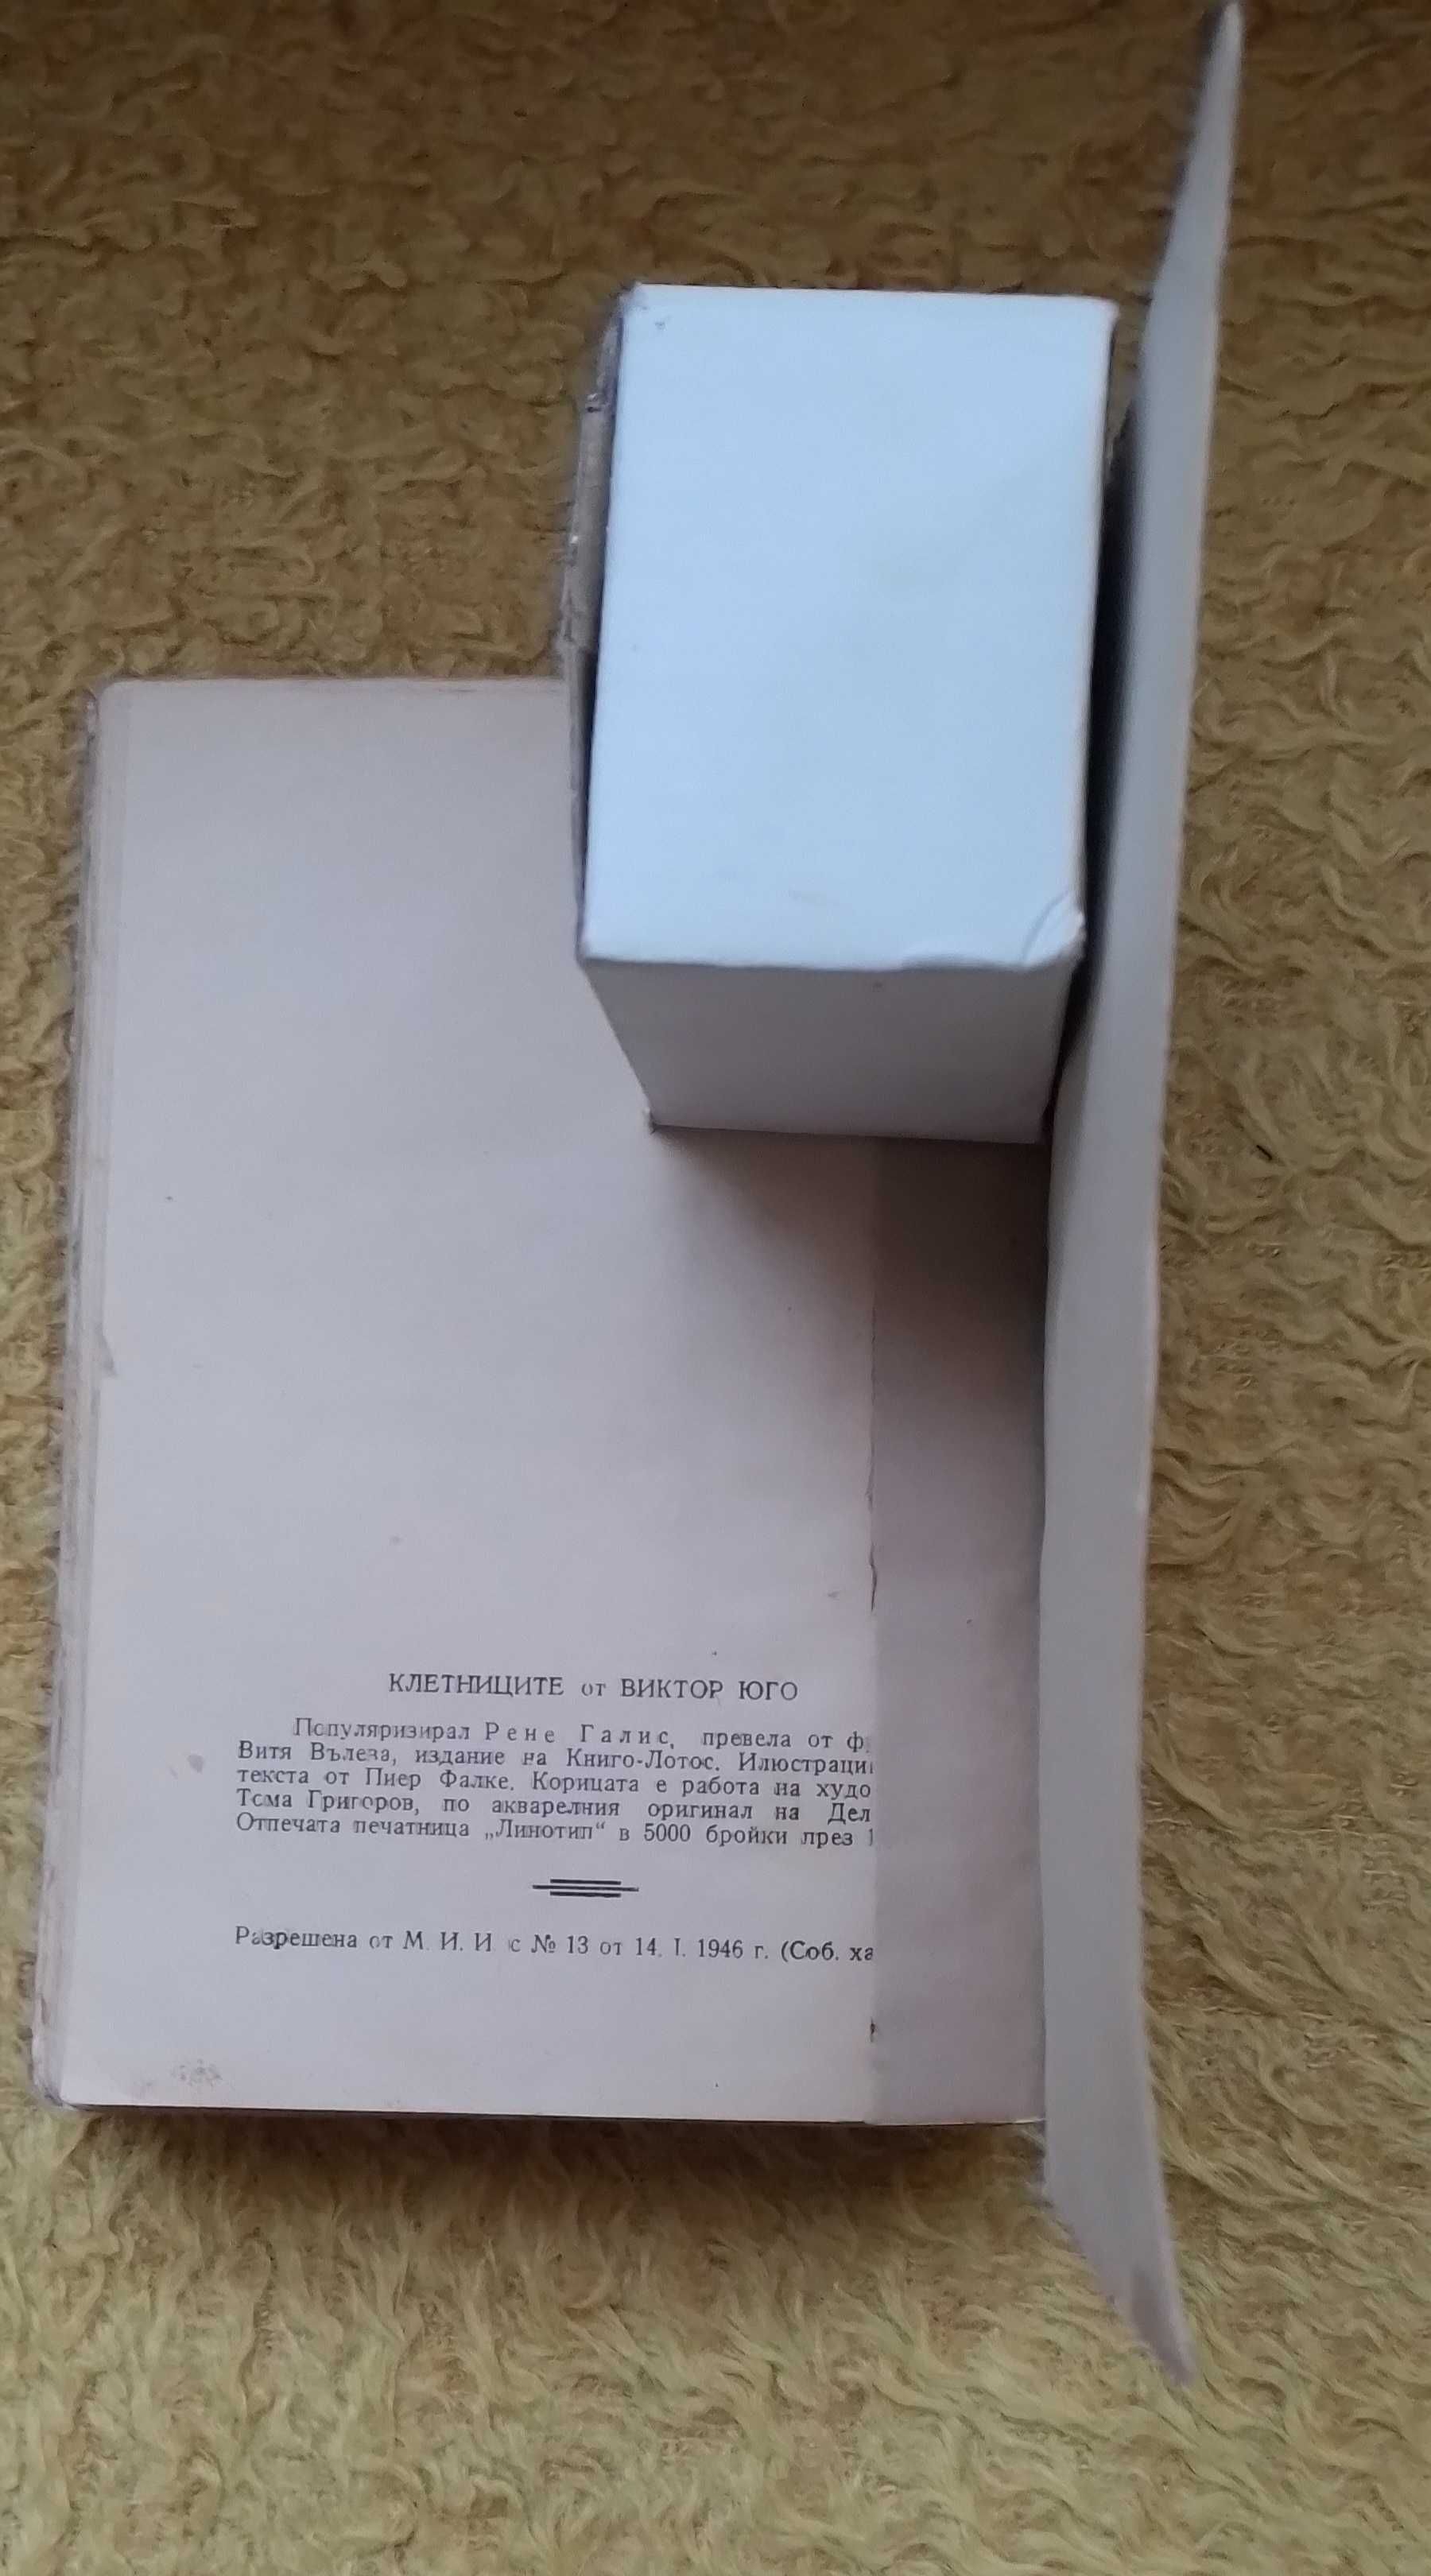 КЛЕТНИЦИТЕ от ВИКТОР ЮГО
Популяризирал Рене Галис, превела от ф
Витя Вълева, издание на Книго-Лотос. Илюстраци
текста от Пиер Фалке. Корицата е работа на худо
Тома Григоров, по акварелния оригинал на Дел
Отпечата печатница „Линотип“ в 5000 бройки през 1
Разрешена от М. И. И с № 13 от 14. I. 1946 г. (Соб. ха